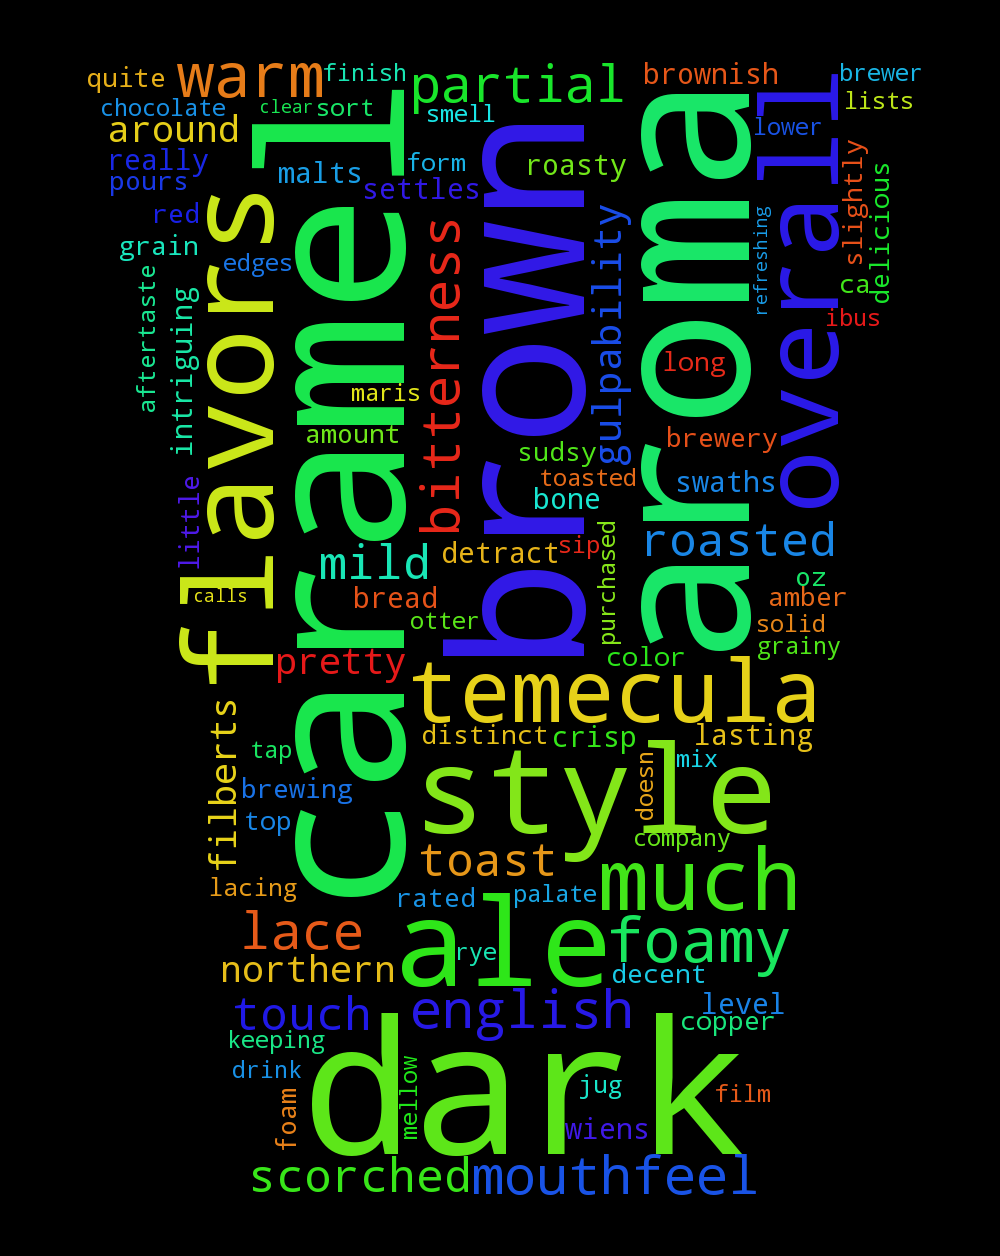 quite
warm
finish
partial
brownish
brewer
chocolate
clear
sort
smell
lower
lists
around
really
malts
form
roasty
pours
settles
slightly
red
grain
edges
refreshing
delicious
ca
ibus
aftertaste
intriguing
flavors
caramel
bitterness
brown
gulpability
aroma
overall
long
maris
amount
brewery
sudsy
toasted
swaths
little
bone
mild
detract
sip
purchased
roasted
oz
calls
bread
otter
amber
solid
grainy
pretty
color
temecula
filberts
tap
distinct
crisp
lasting
brewing
style
doesn
mix
top
company
toast
much
lacing
rated
palate
lace
ale
rye
foamy
northern
decent
touch
english
level
copper
keeping
drink
dark
mellow
jug
film
foam
wiens
scorched
mouthfeel